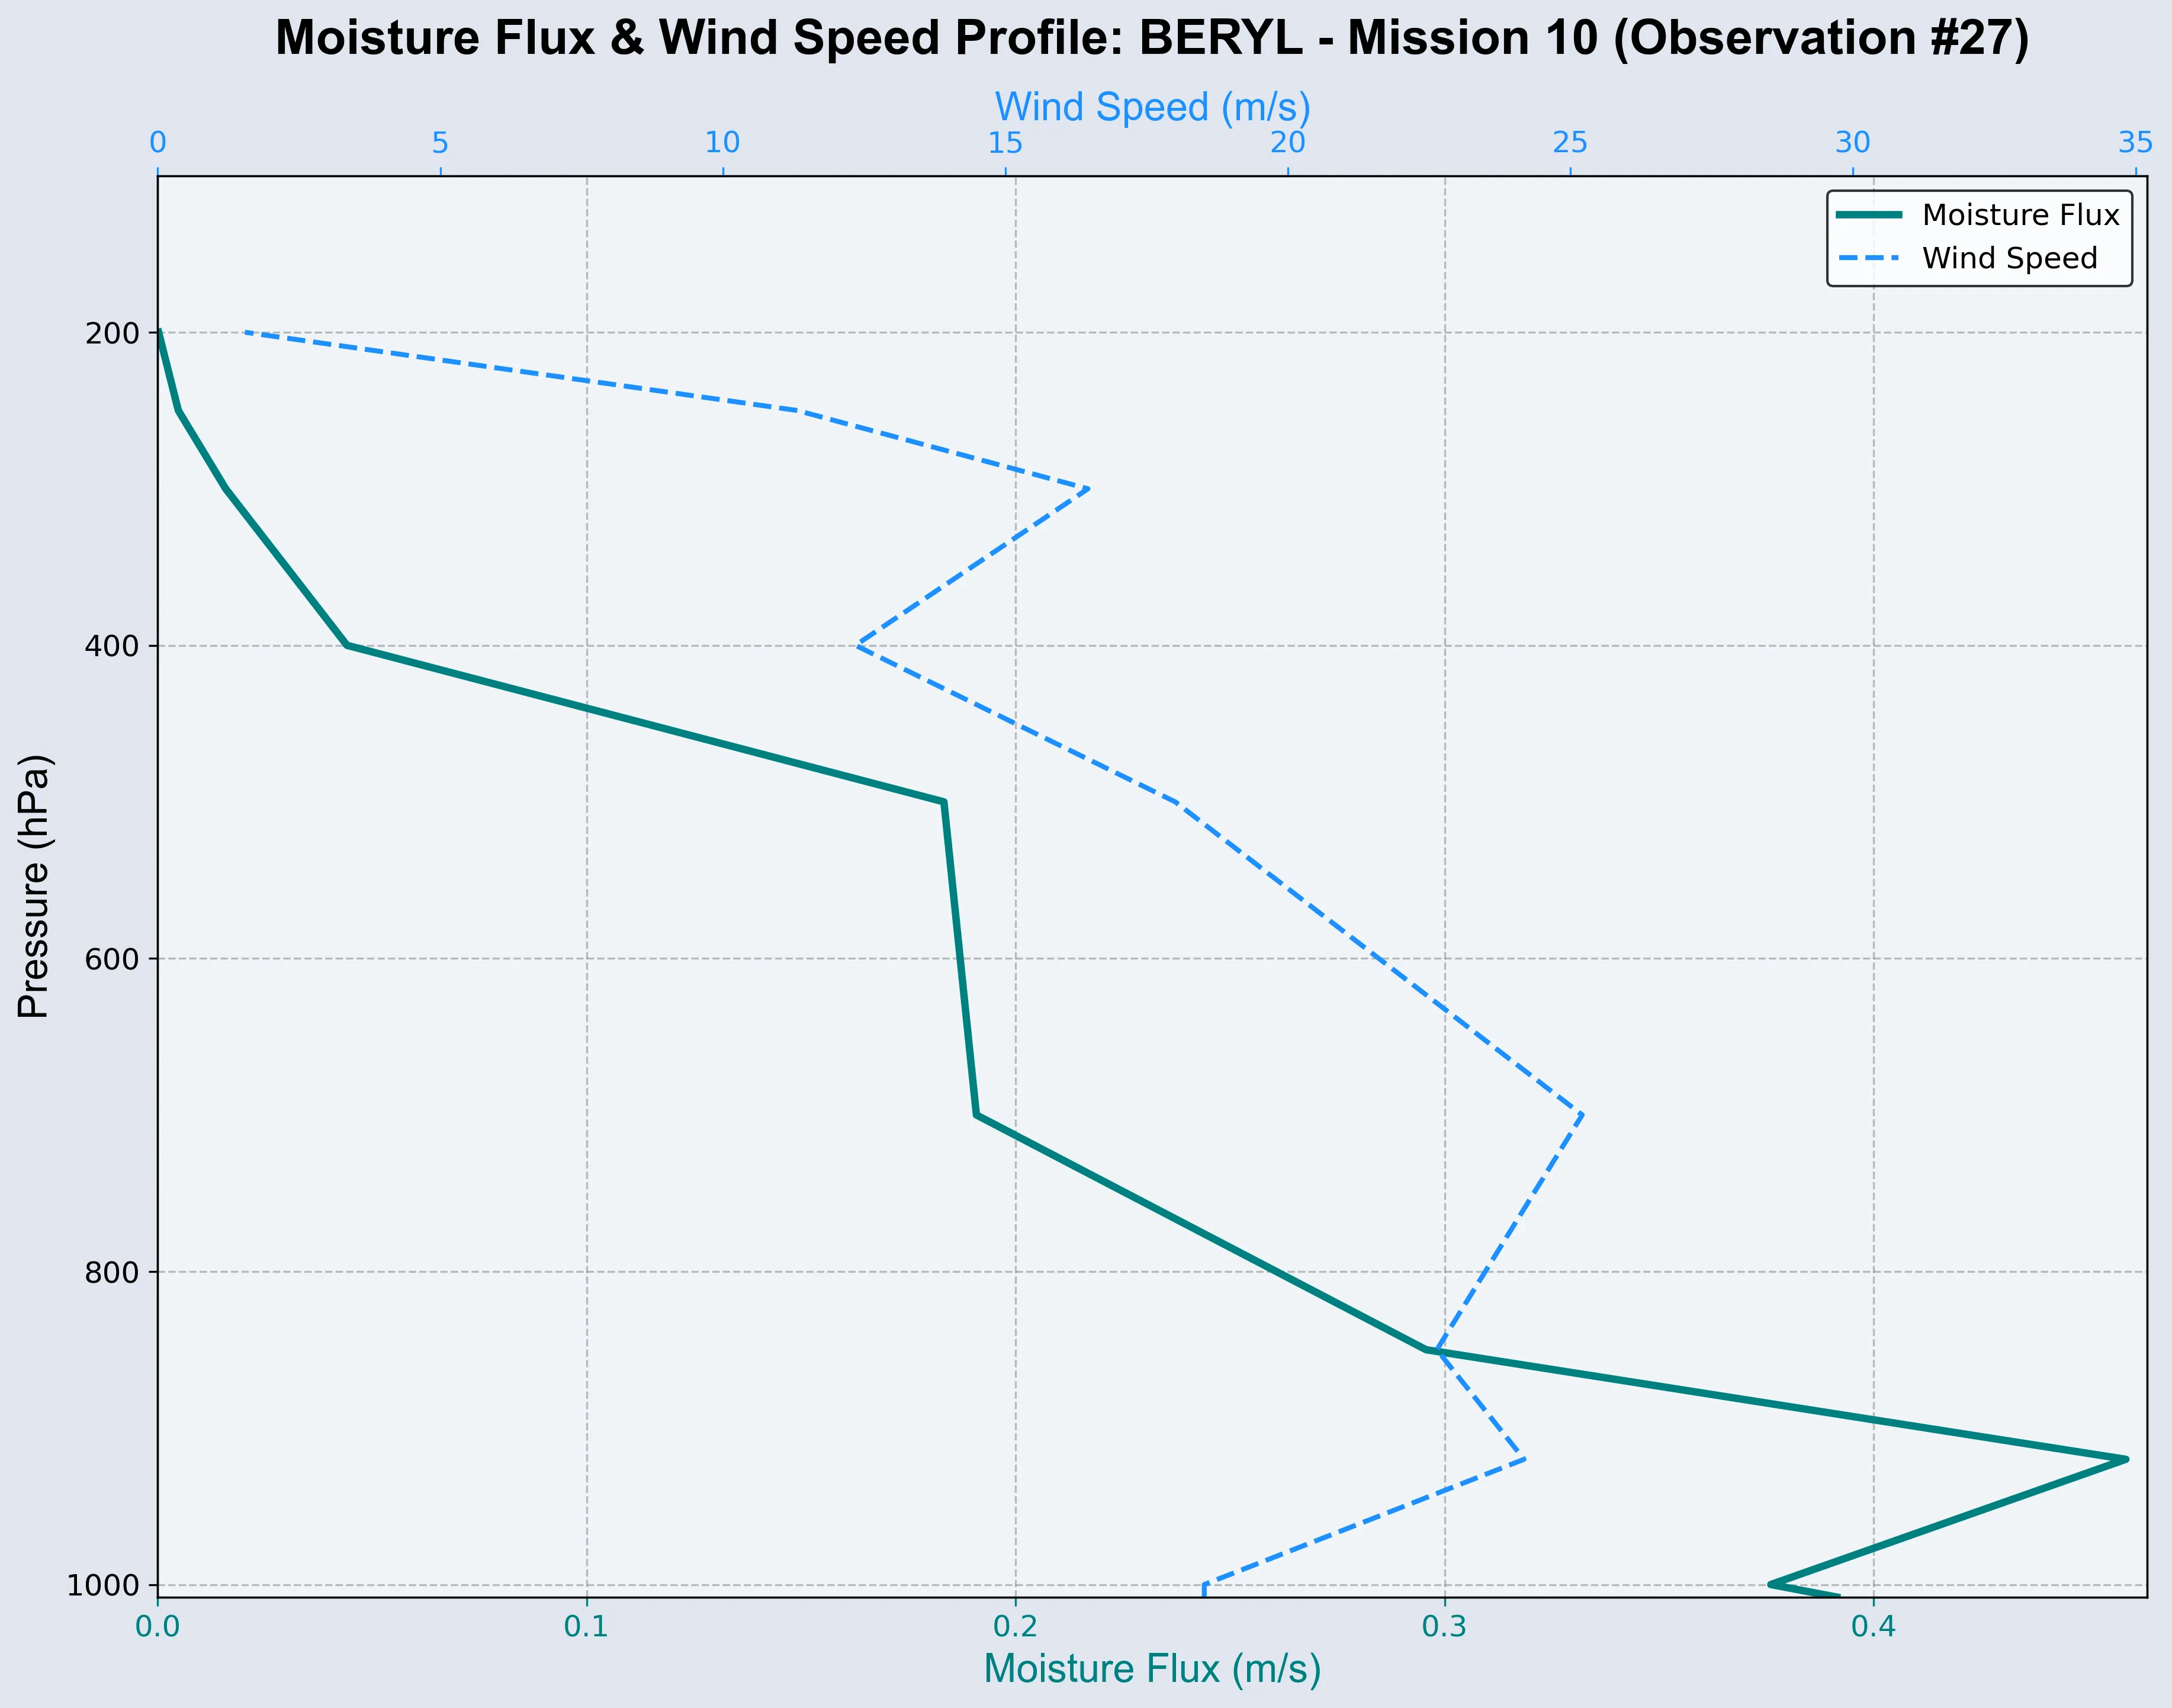 Moisture Flux & Wind Speed Profile: BERYL - Mission 10 (Observation #27)
Wind Speed (m/s)
0 5 10 15 20 25 30 35
Moisture Flux
Wind Speed
200
400
600
800
1000
Pressure (hPa)
0.0 0.1 0.2 0.3 0.4
Moisture Flux (m/s)